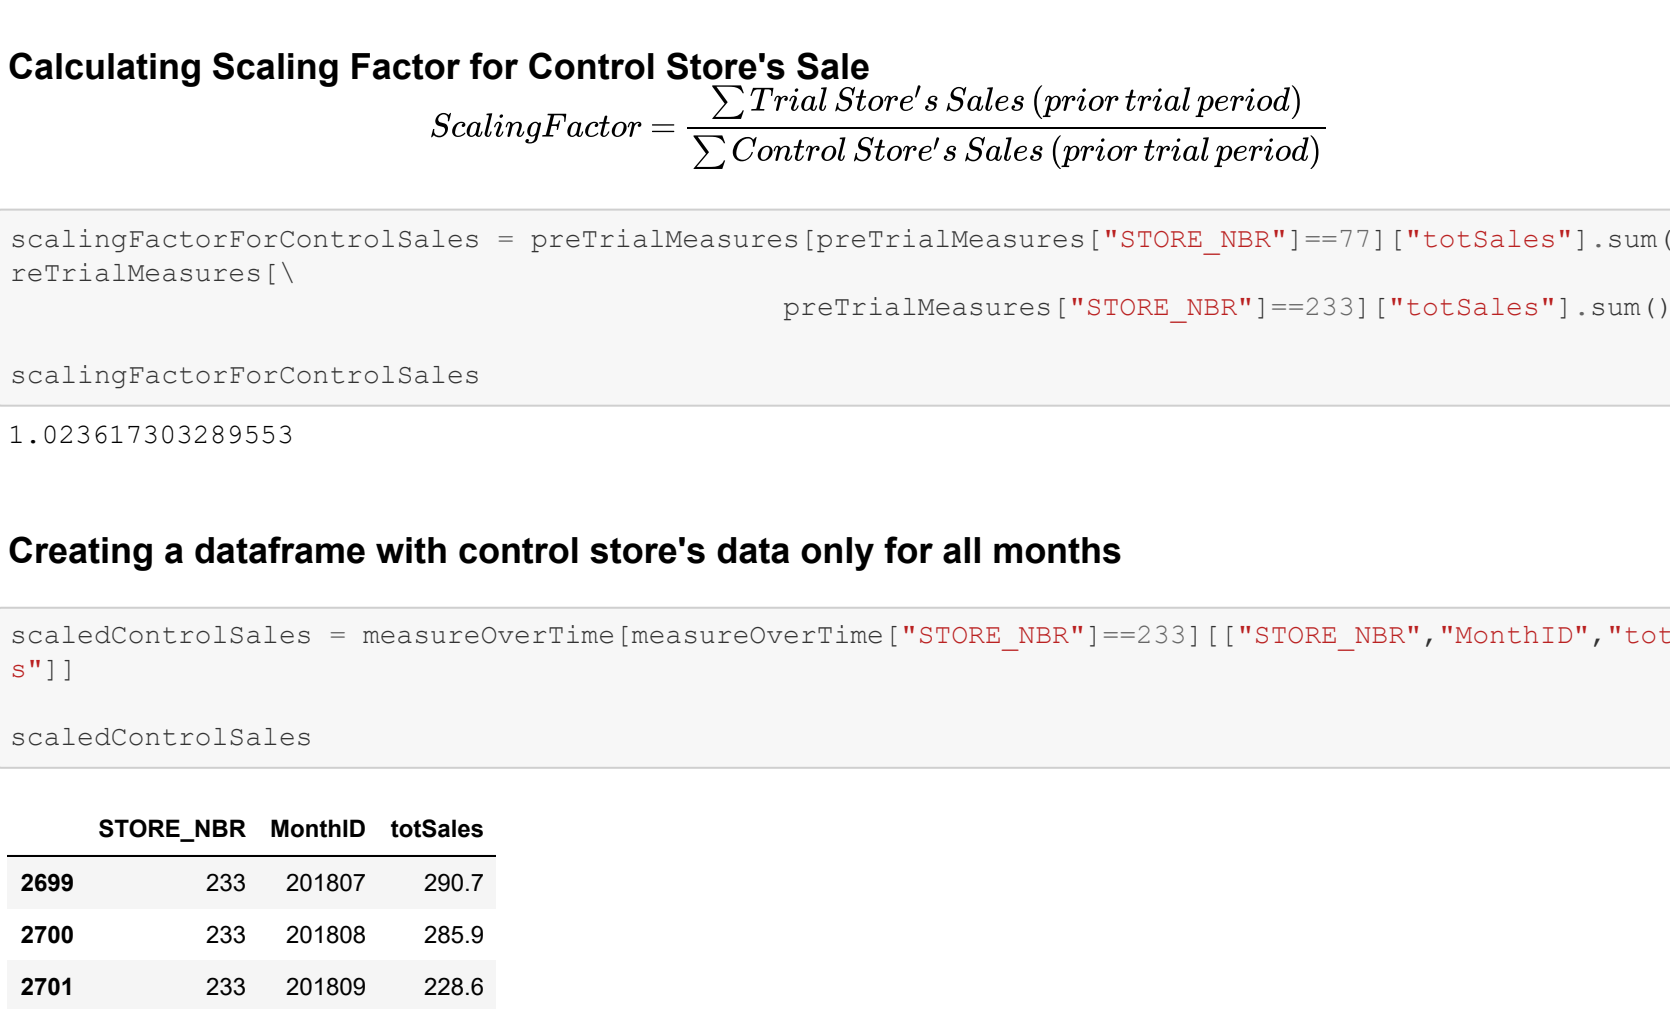 Calculating Scaling Factor for Control Store's Sale
ScalingFactor = ∑ Trial Store's Sales (prior trial period)
∑ Control Store's Sales (prior trial period)
scalingFactorForControlSales = preTrialMeasures[preTrialMeasures["STORE_NBR"]==77]["totSales"].sum(
reTrialMeasures[\
preTrialMeasures["STORE_NBR"]==233]["totSales"].sum()
scalingFactorForControlSales
1.023617303289553
Creating a dataframe with control store's data only for all months
scaledControlSales = measureOverTime[measureOverTime["STORE_NBR"]==233][["STORE_NBR","MonthID","tot
s"]]
scaledControlSales
STORE_NBR MonthID totSales
2699 233 201807 290.7
2700 233 201808 285.9
2701 233 201809 228.6